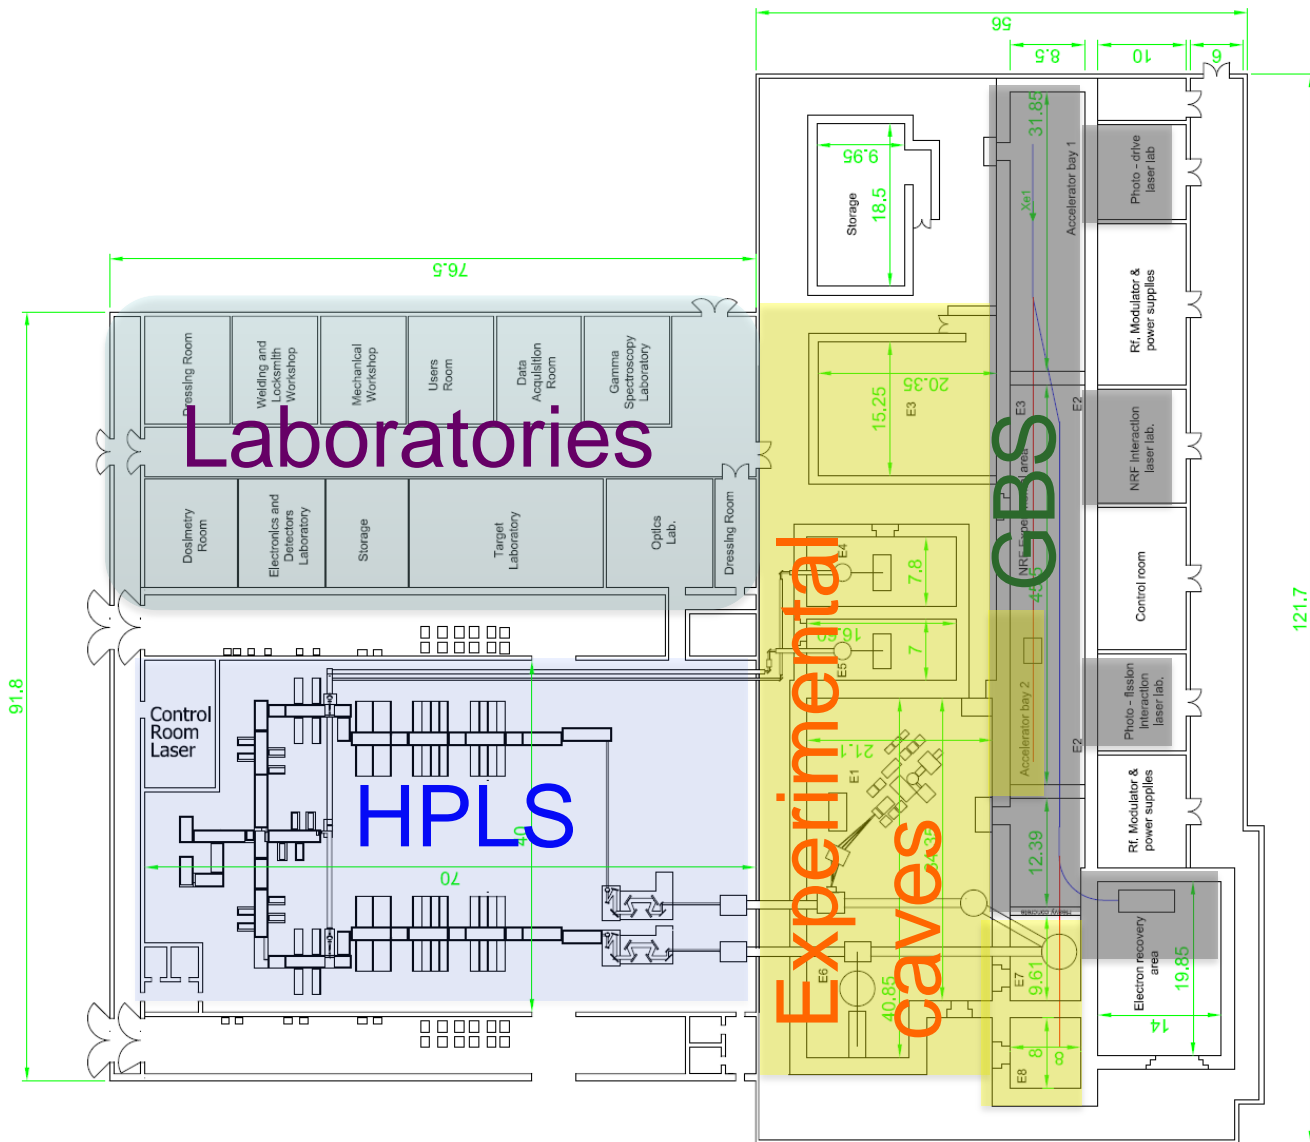 56
8.5
10
6
31.85
Accelerator bay 1
Xe1
Photo - drive
laser lab
9.95
Storage
18.5
121.7
76.5
Rf. Modulator &
power supplies
Dressing Room
Welding and
Locksmith
Workshop
Mechanical
Workshop
Users
Room
Data
Acquisition
Room
Gamma
Spectroscopy
Laboratory
20.35
15.25
E3
E3
E2
Laboratories
GBS
NRF Interaction
laser lab.
Dosimetry
Room
Electronics and
Detectors
Laboratory
Storage
Target
Laboratory
Optics
Lab.
Dressing Room
E4
7.8
Control room
7
E5
91.8
Control
Room
Laser
HPLS
40
70
Experimental
caves
21.1
E1
Accelerator bay 2
E2
Photo - fission
Interaction
laser lab.
Rf. Modulator &
power supplies
12.39
Heavy concrete
E6
40.85
E7
9.61
Electron recovery
area
19.85
14
E8
8
8